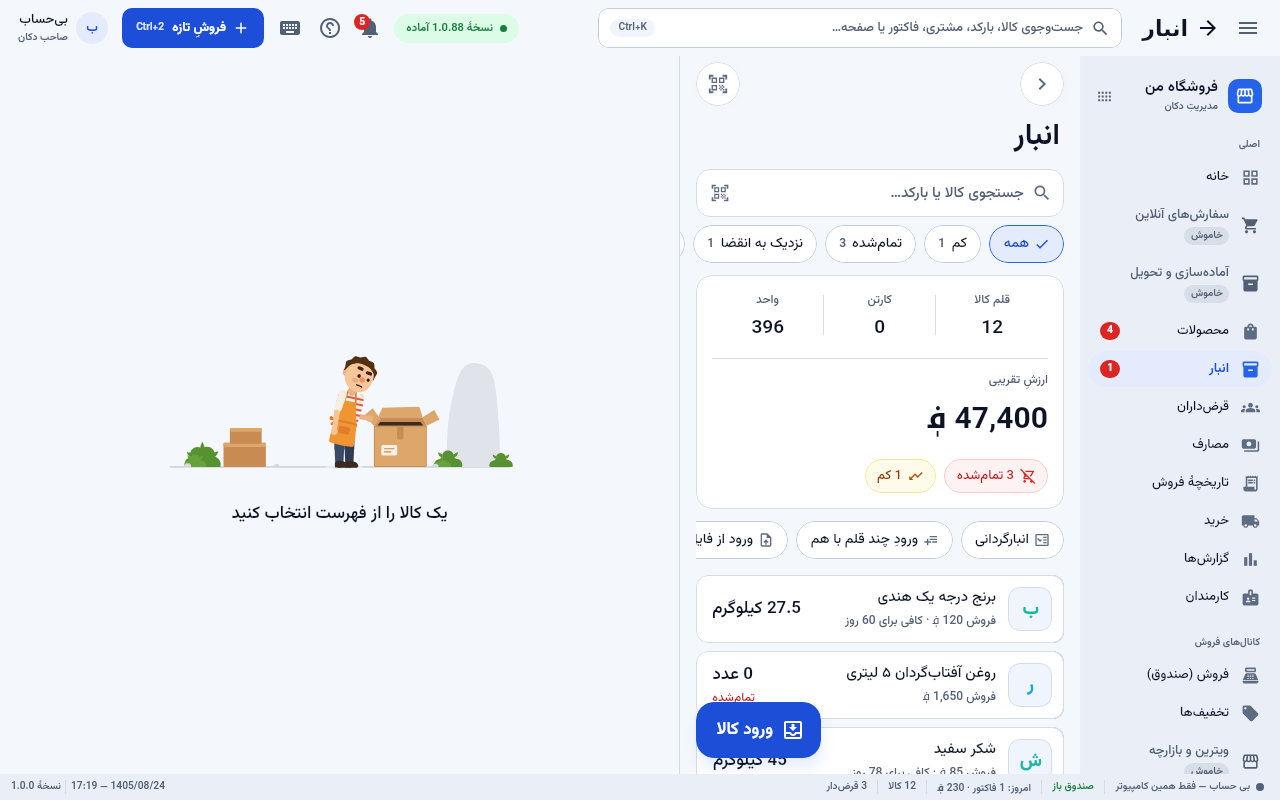 انبار
جست‌وجوی کالا، بارکد، مشتری، فاکتور یا صفحه...
Ctrl+K
نسخهٔ 1.0.88 آماده
5
فروشِ تازه
Ctrl+2
ب
بی‌حساب
صاحب دکان
فروشگاه من
مدیریتِ دکان
اصلی
خانه
سفارش‌های آنلاین
خاموش
آماده‌سازی و تحویل
خاموش
محصولات
4
انبار
1
قرض‌داران
مصارف
تاریخچهٔ فروش
خرید
گزارش‌ها
کارمندان
کانال‌های فروش
فروش (صندوق)
تخفیف‌ها
ویترین و بازارچه
خاموش
انبار
جستجوی کالا یا بارکد...
همه
کم 1
تمام‌شده 3
نزدیک به انقضا 1
قلم کالا
12
کارتن
0
واحد
396
ارزشِ تقریبی
47,400 ؋
3 تمام‌شده
1 کم
انبارگردانی
ورودِ چند قلم با هم
ورود از فایل
ب
برنج درجه یک هندی
فروش 120 ؋ · کافی برای 60 روز
27.5 کیلوگرم
ر
روغن آفتاب‌گردان ۵ لیتری
فروش 1,650 ؋
0 عدد
تمام‌شده
ش
شکر سفید
فروش 85 ؋ · کافی برای 78 روز
45 کیلوگرم
ورود کالا
یک کالا را از فهرست انتخاب کنید
بی حساب — فقط همین کامپیوتر
صندوق باز
امروز: 1 فاکتور · 230 ؋
12 کالا
3 قرض‌دار
1405/08/24 — 17:19
نسخهٔ 1.0.0